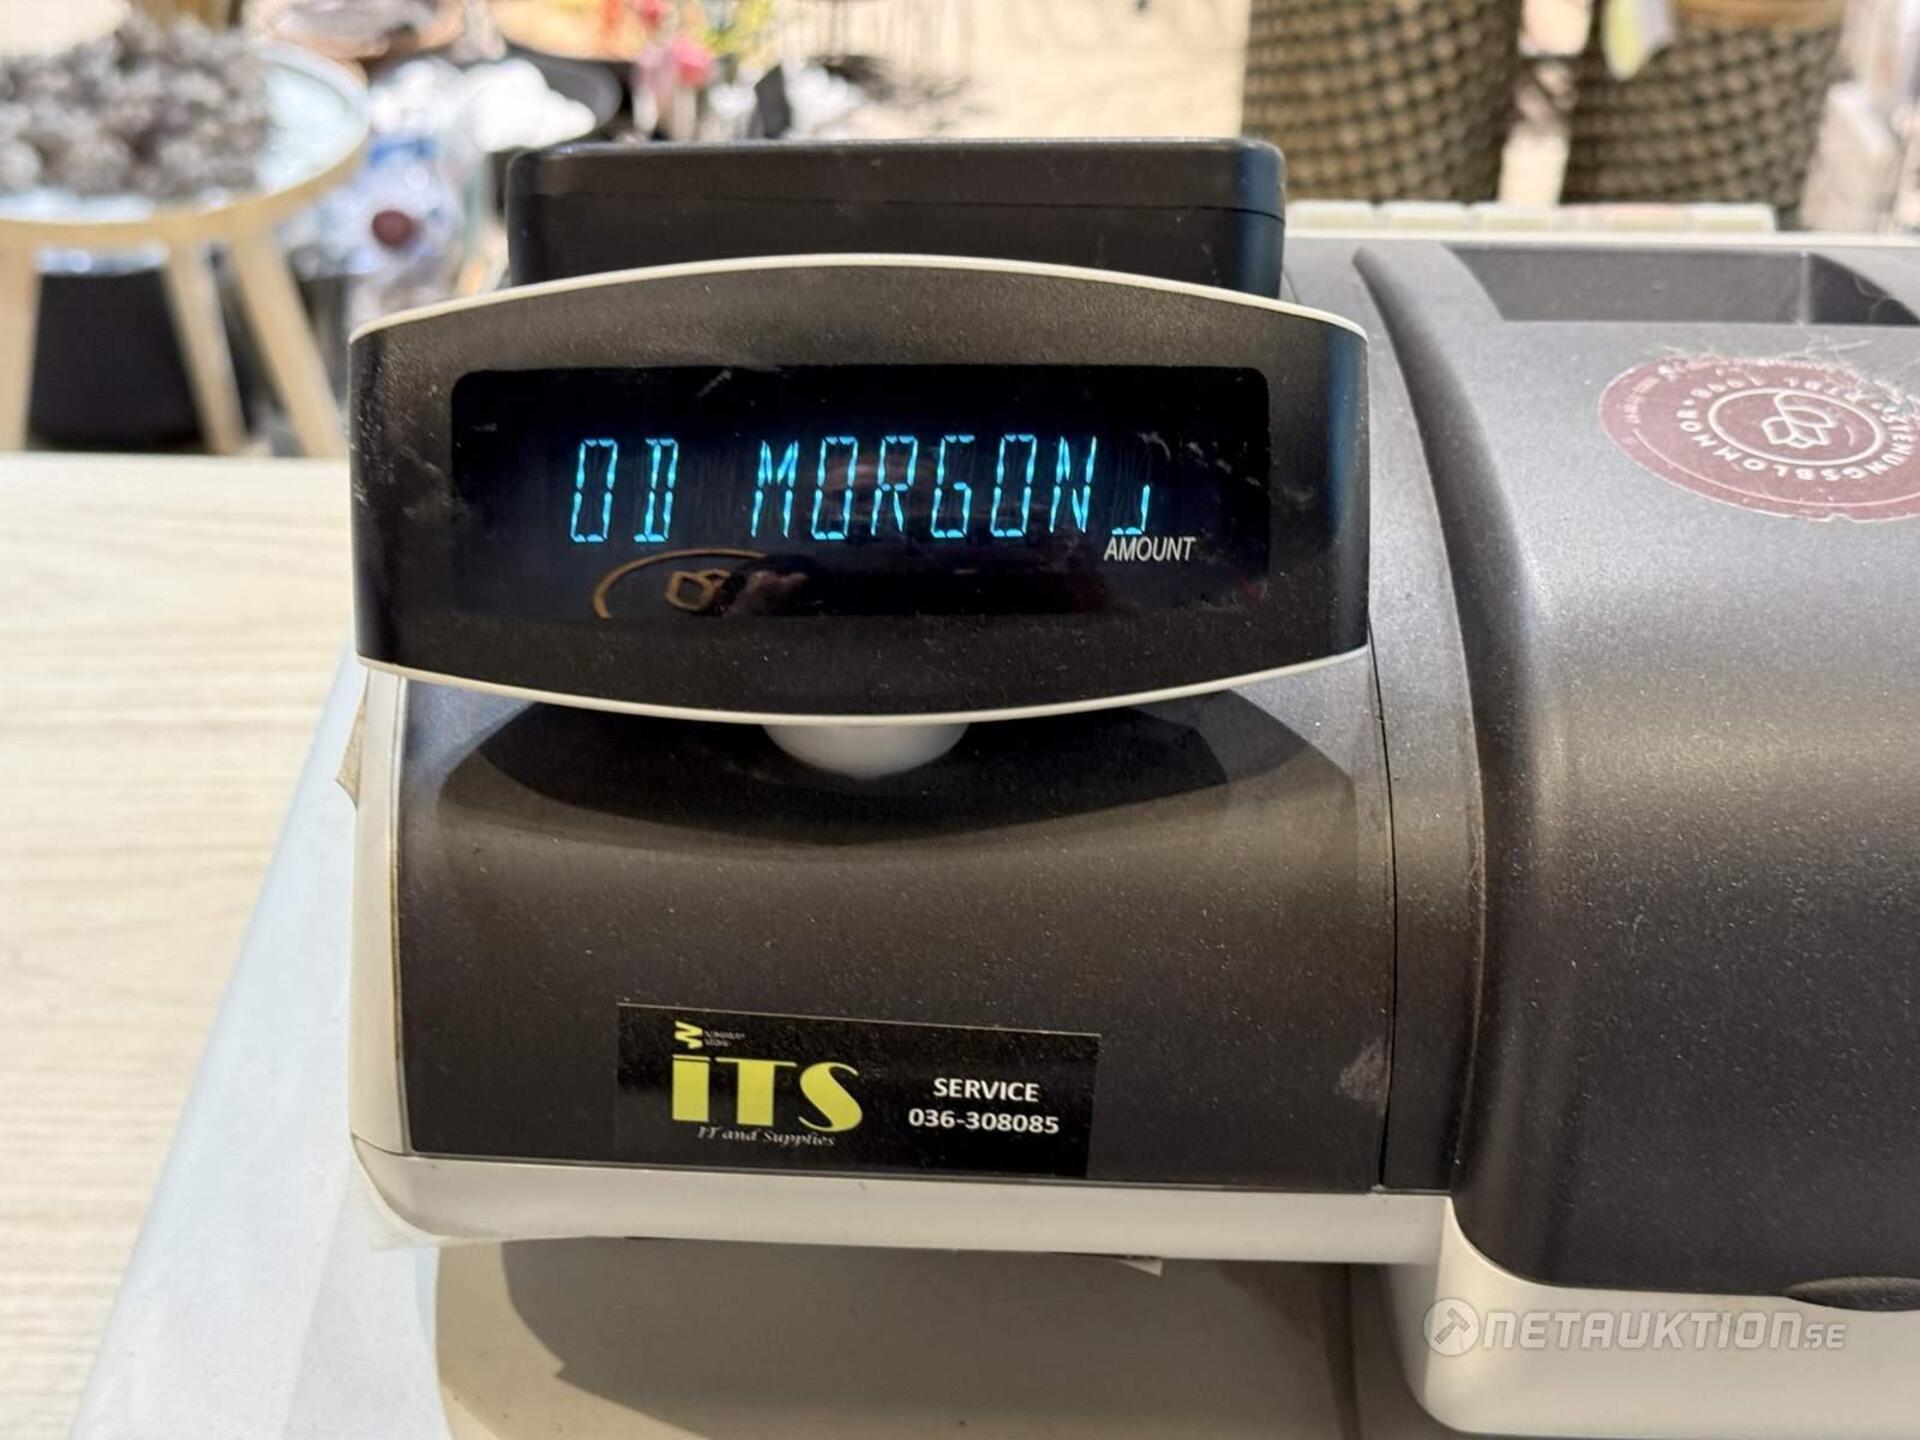 OD MORGON
AMOUNT
iTS
IT and Supplies
SERVICE
036-308085
NETAUKTION.SE